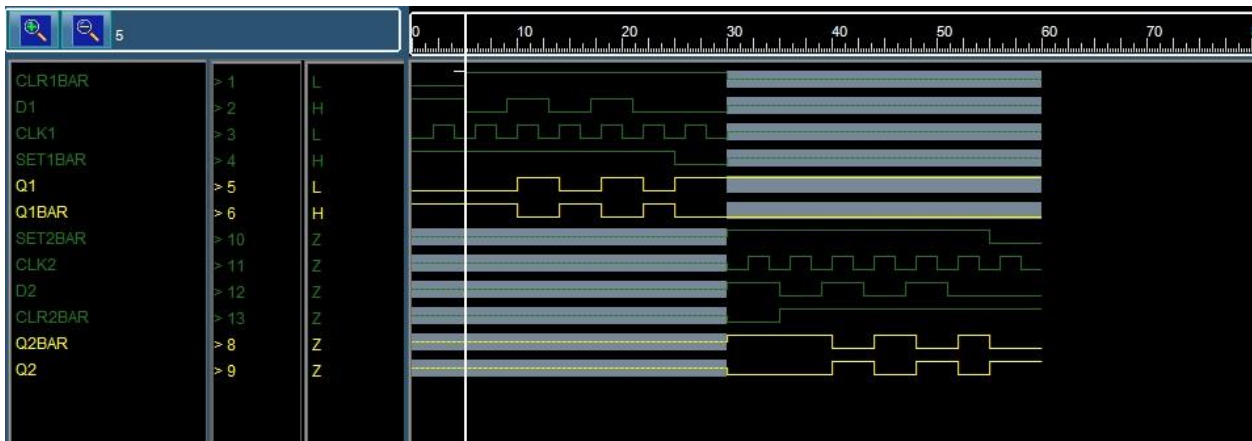 5
0 10 20 30 40 50 60 70
CLR1BAR > 1 L
D1 > 2 H
CLK1 > 3 L
SET1BAR > 4 H
Q1 > 5 L
Q1BAR > 6 H
SET2BAR > 10 Z
CLK2 > 11 Z
D2 > 12 Z
CLR2BAR > 13 Z
Q2BAR > 8 Z
Q2 > 9 Z